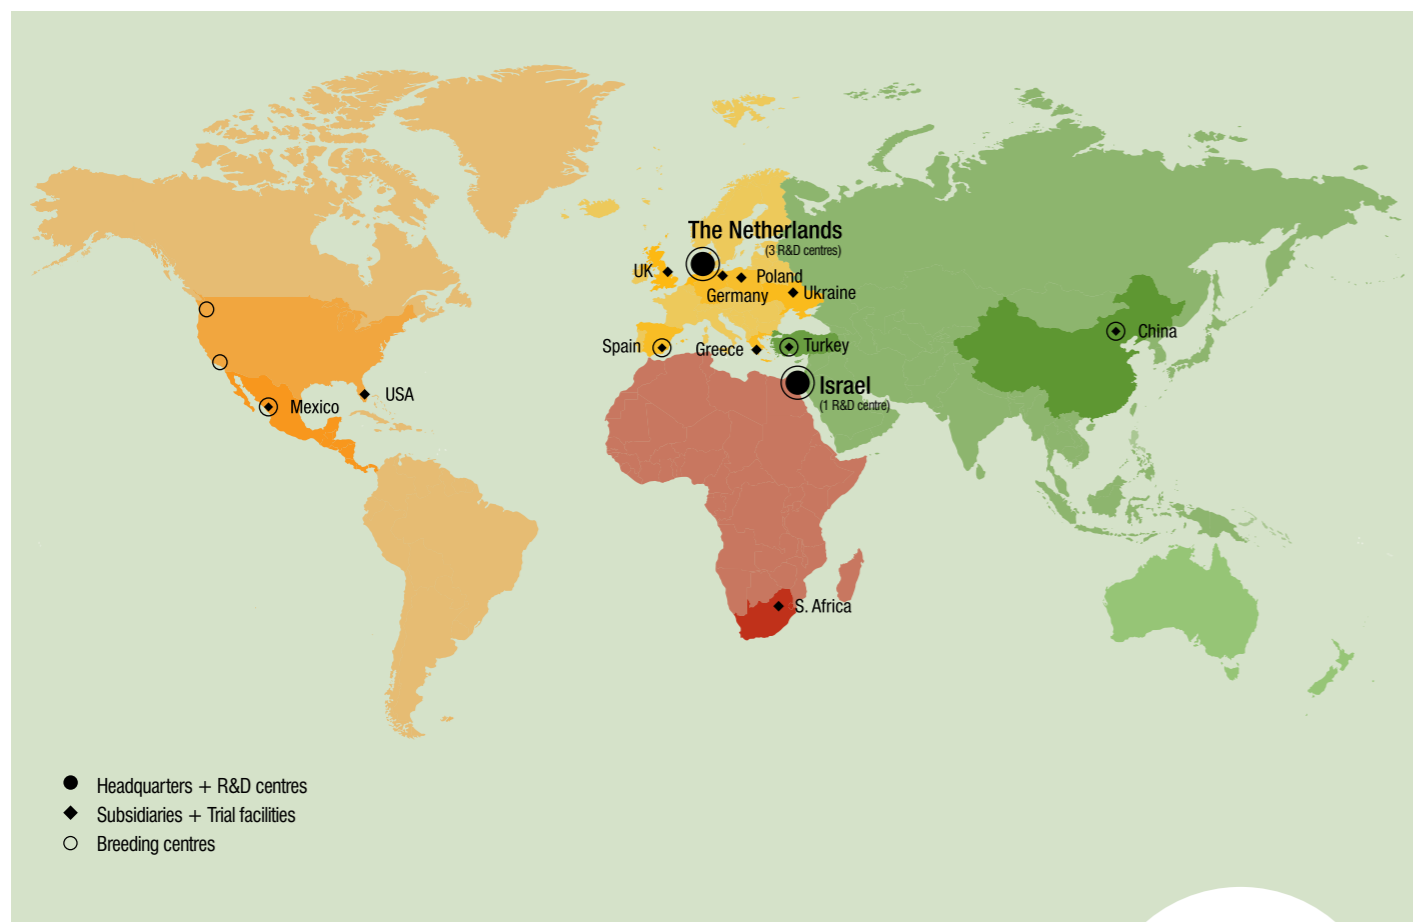 The Netherlands
(3 R&D centres)
UK
Poland
Germany
Ukraine
Spain
Greece
Turkey
China
Israel
(1 R&D centre)
USA
Mexico
S. Africa
Headquarters + R&D centres
Subsidiaries + Trial facilities
Breeding centres